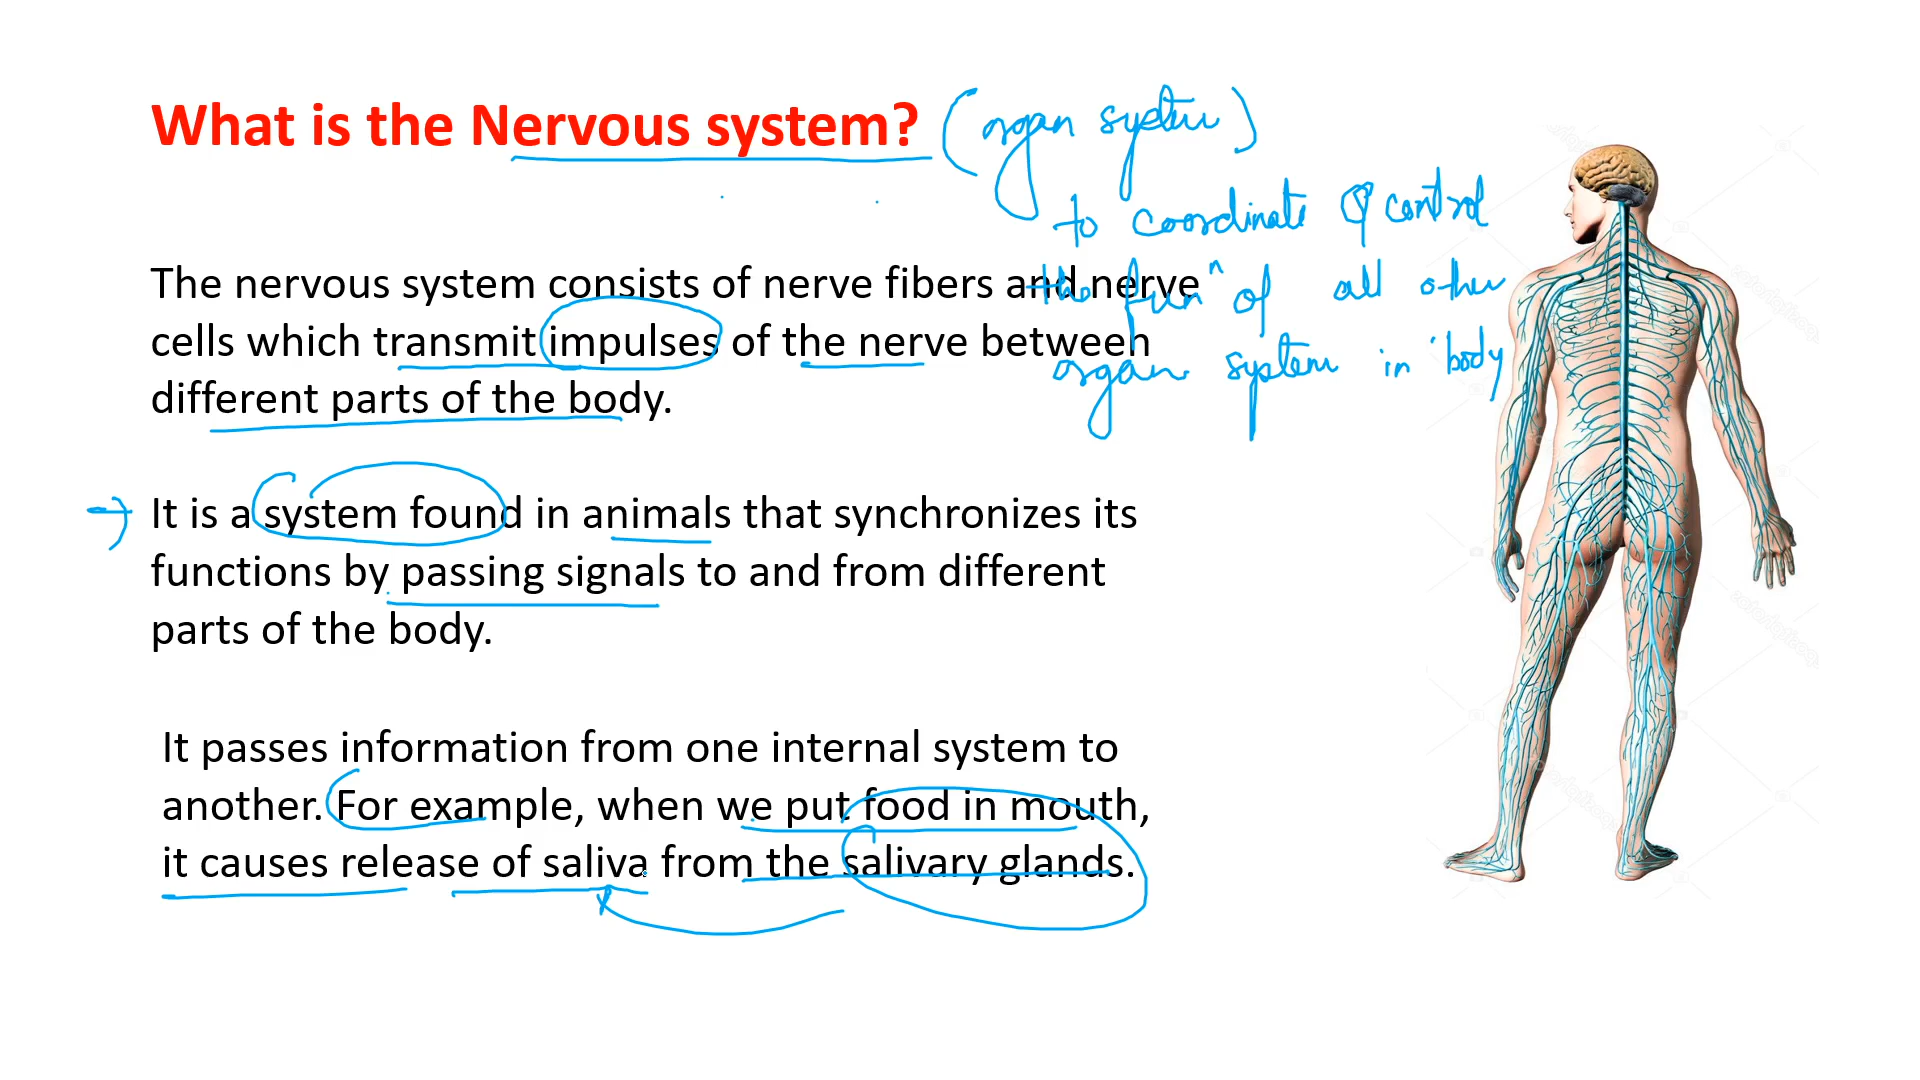 What is the Nervous system? (organ system)
to coordinate & control
the funⁿ of all other
organ system in body
The nervous system consists of nerve fibers and nerve
cells which transmit impulses of the nerve between
different parts of the body.
It is a system found in animals that synchronizes its
functions by passing signals to and from different
parts of the body.
It passes information from one internal system to
another. For example, when we put food in mouth,
it causes release of saliva from the salivary glands.